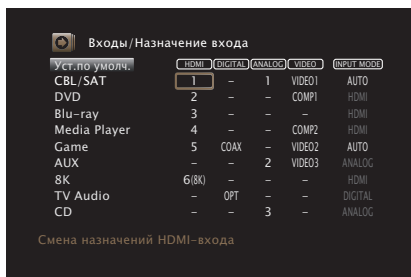 Входы/Назначение входа
Уст.по умолч. HDMI DIGITAL ANALOG VIDEO INPUT MODE
CBL/SAT 1 – 1 VIDEO1 AUTO
DVD 2 – – COMP1 HDMI
Blu-ray 3 – – – HDMI
Media Player 4 – – COMP2 HDMI
Game 5 COAX – VIDEO2 AUTO
AUX – – 2 VIDEO3 ANALOG
8K 6(8K) – – – HDMI
TV Audio – OPT – – DIGITAL
CD – – 3 – ANALOG
Смена назначений HDMI-входа